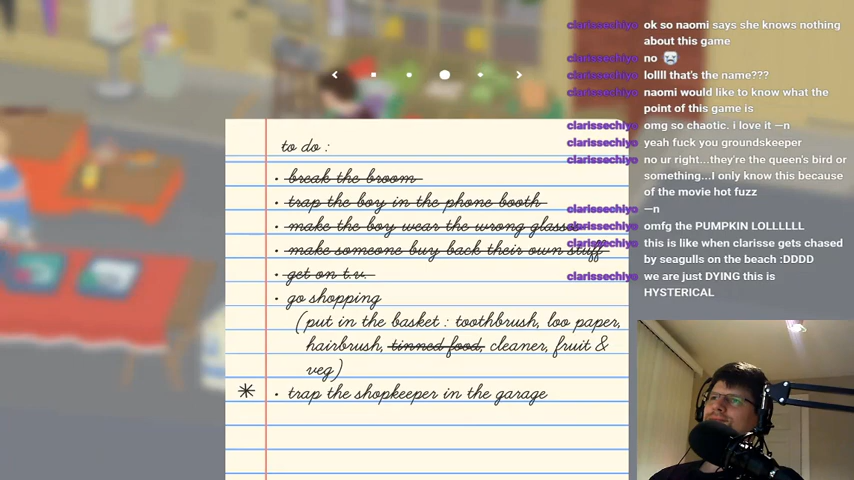 to do :
• break the broom
• trap the boy in the phone booth
• make the boy wear the wrong glasses
• make someone buy back their own stuff
• get on t.v.
• go shopping
(put in the basket : toothbrush, loo paper,
hairbrush, tinned food, cleaner, fruit &
veg)
* • trap the shopkeeper in the garage
clarissechiyo ok so naomi says she knows nothing
about this game
clarissechiyo no
clarissechiyo lollll that's the name???
clarissechiyo naomi would like to know what the
point of this game is
clarissechiyo omg so chaotic. i love it —n
clarissechiyo yeah fuck you groundskeeper
clarissechiyo no ur right...they're the queen's bird or
something...I only know this because
of the movie hot fuzz
clarissechiyo —n
clarissechiyo omfg the PUMPKIN LOLLLLLL
clarissechiyo this is like when clarisse gets chased
by seagulls on the beach :DDDD
clarissechiyo we are just DYING this is
HYSTERICAL